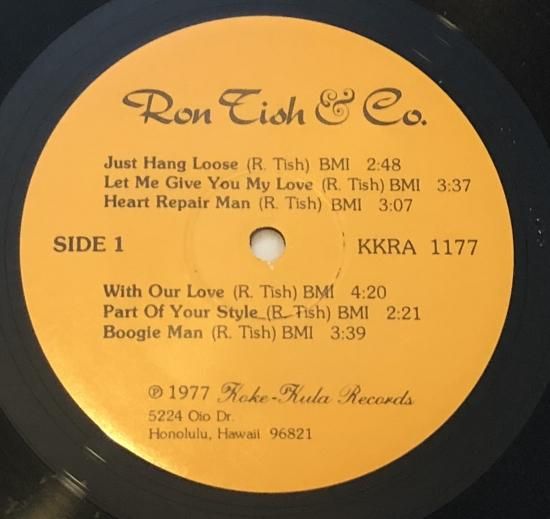 Ron Tish & Co.
Just Hang Loose (R. Tish) BMI 2:48
Let Me Give You My Love (R. Tish) BMI 3:37
Heart Repair Man (R. Tish) BMI 3:07
SIDE 1 KKRA 1177
With Our Love (R. Tish) BMI 4:20
Part Of Your Style (R. Tish) BMI 2:21
Boogie Man (R. Tish) BMI 3:39
℗ 1977 Koke-Kula Records
5224 Oio Dr.
Honolulu, Hawaii 96821